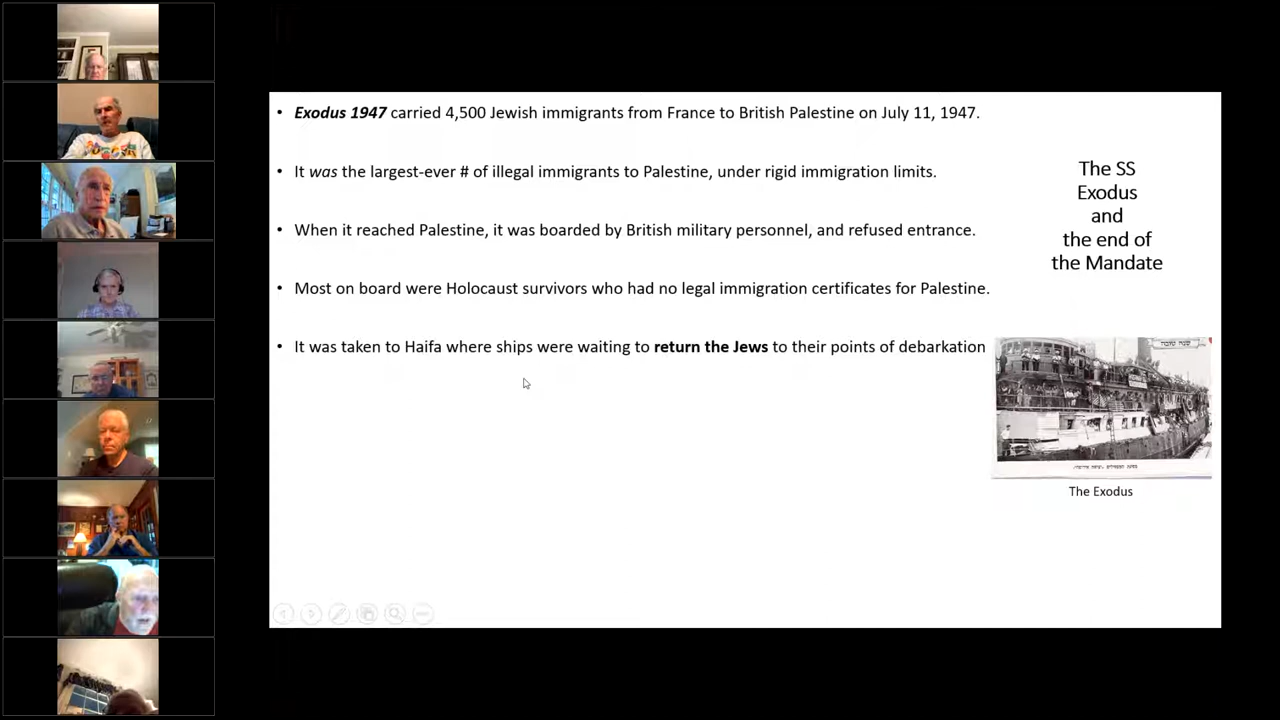 • Exodus 1947 carried 4,500 Jewish immigrants from France to British Palestine on July 11, 1947.
• It was the largest-ever # of illegal immigrants to Palestine, under rigid immigration limits.
• When it reached Palestine, it was boarded by British military personnel, and refused entrance.
• Most on board were Holocaust survivors who had no legal immigration certificates for Palestine.
• It was taken to Haifa where ships were waiting to return the Jews to their points of debarkation
The SS
Exodus
and
the end of
the Mandate
שנה טובה
The Exodus